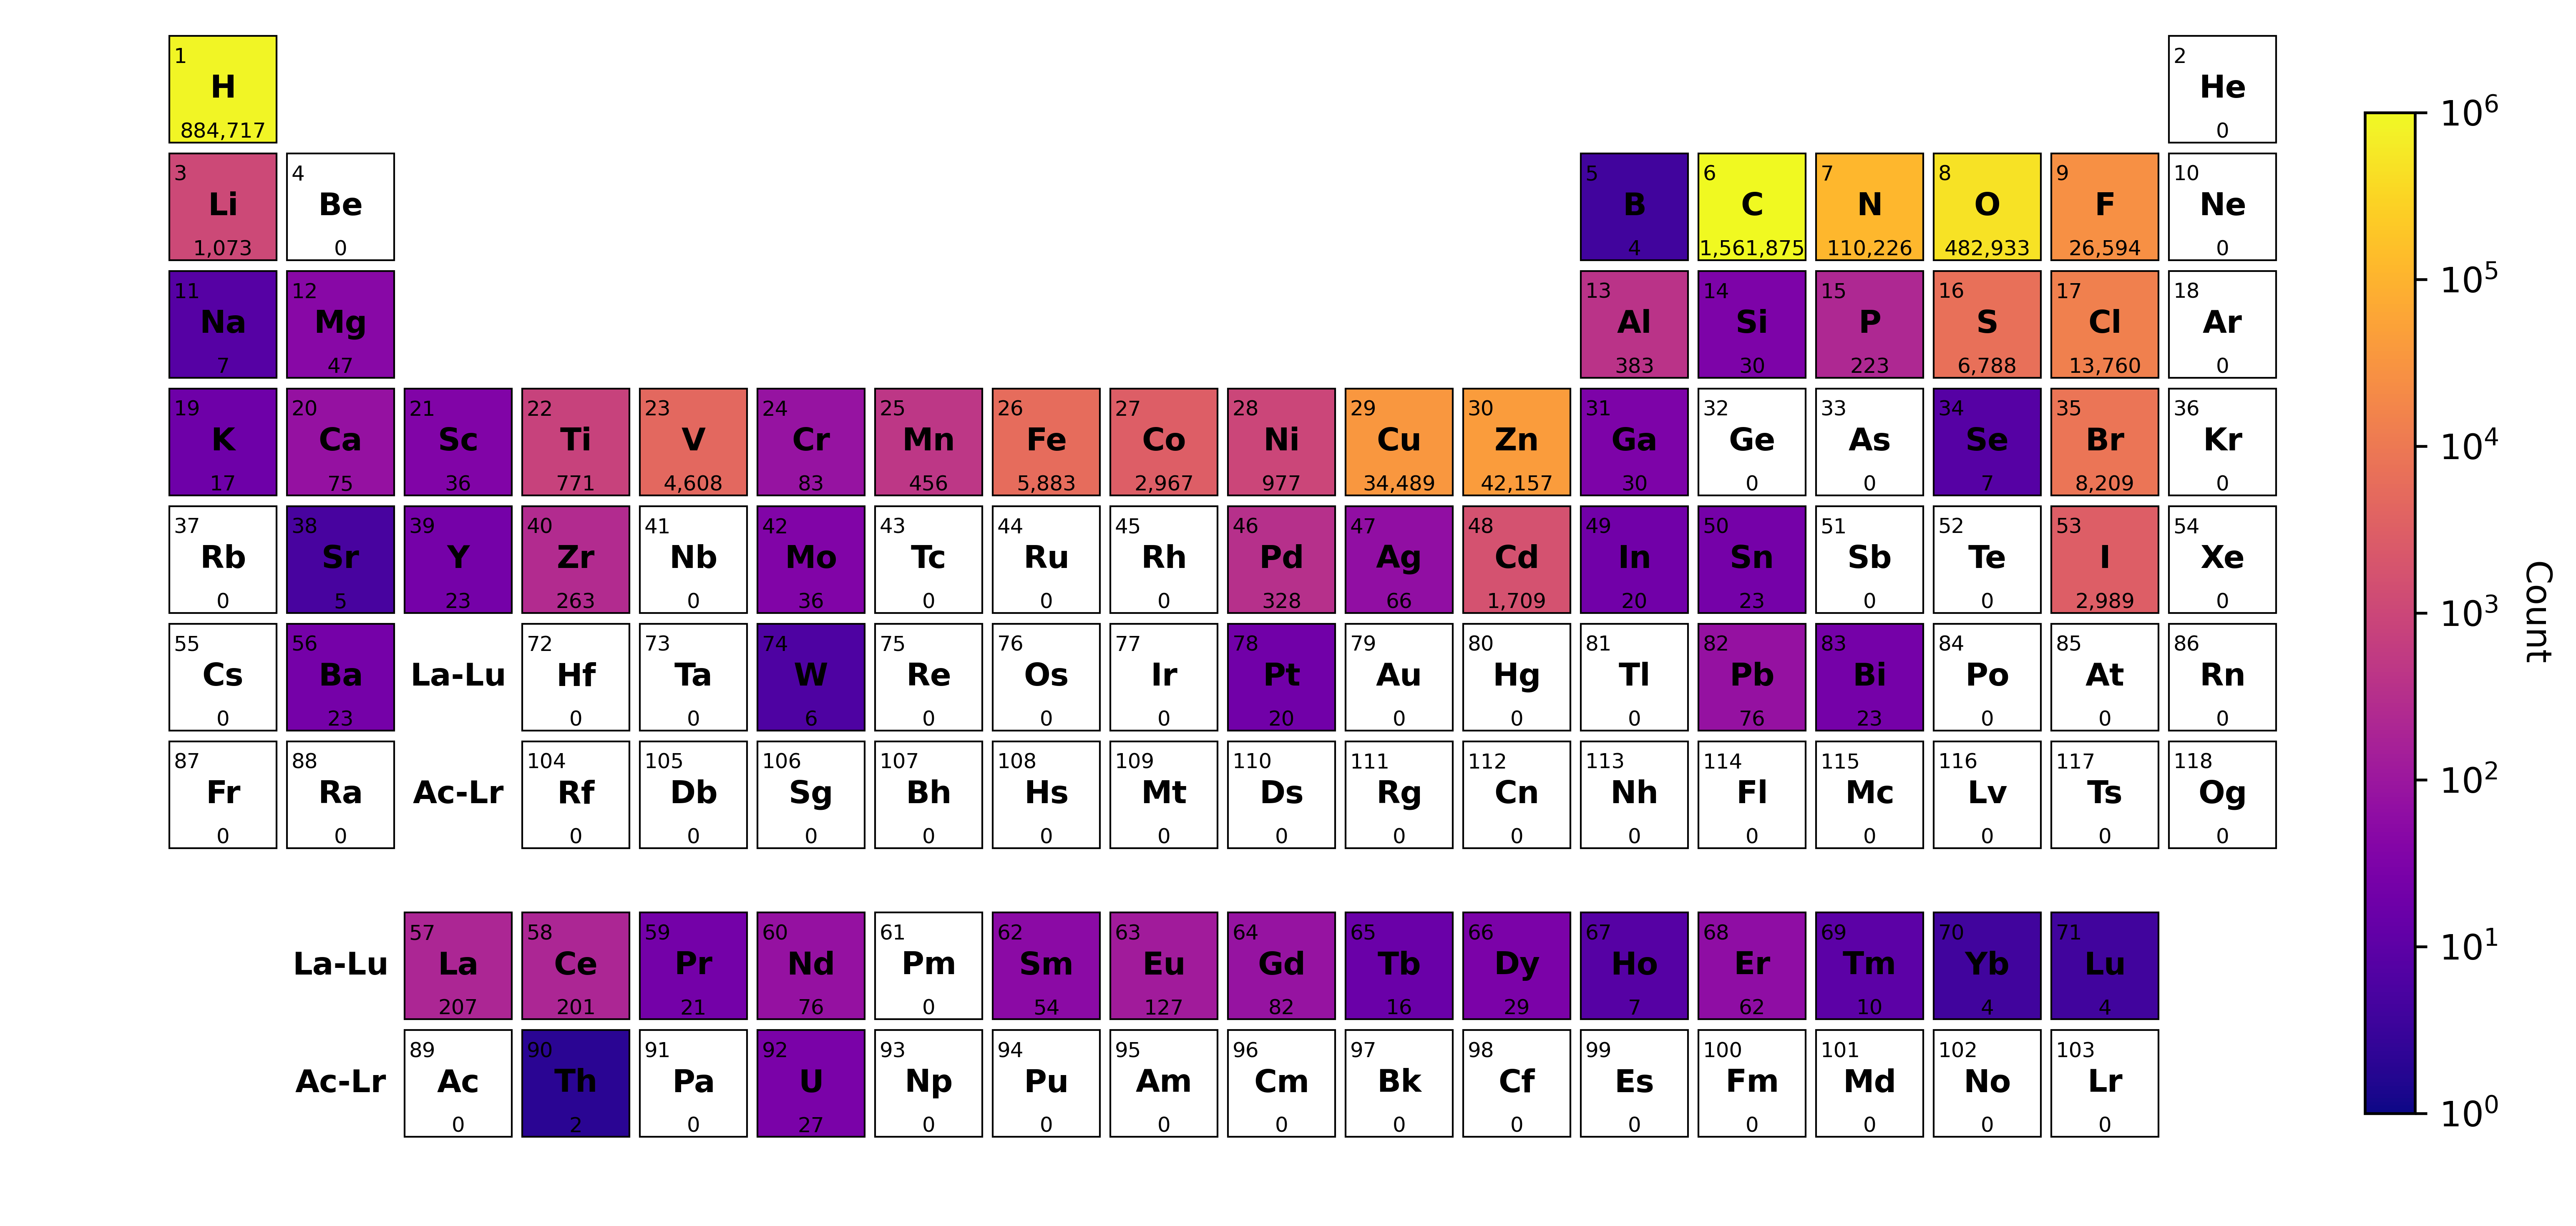 1 2
H He
884,717 0
3 4 5 6 7 8 9 10
Li Be B C N O F Ne
1,073 0 4 1,561,875 110,226 482,933 26,594 0
11 12 13 14 15 16 17 18
Na Mg Al Si P S Cl Ar
7 47 383 30 223 6,788 13,760 0
19 20 21 22 23 24 25 26 27 28 29 30 31 32 33 34 35 36
K Ca Sc Ti V Cr Mn Fe Co Ni Cu Zn Ga Ge As Se Br Kr
17 75 36 771 4,608 83 456 5,883 2,967 977 34,489 42,157 30 0 0 7 8,209 0
37 38 39 40 41 42 43 44 45 46 47 48 49 50 51 52 53 54
Rb Sr Y Zr Nb Mo Tc Ru Rh Pd Ag Cd In Sn Sb Te I Xe
0 5 23 263 0 36 0 0 0 328 66 1,709 20 23 0 0 2,989 0
55 56 72 73 74 75 76 77 78 79 80 81 82 83 84 85 86
Cs Ba La-Lu Hf Ta W Re Os Ir Pt Au Hg Tl Pb Bi Po At Rn
0 23 0 0 6 0 0 0 20 0 0 0 76 23 0 0 0
87 88 104 105 106 107 108 109 110 111 112 113 114 115 116 117 118
Fr Ra Ac-Lr Rf Db Sg Bh Hs Mt Ds Rg Cn Nh Fl Mc Lv Ts Og
0 0 0 0 0 0 0 0 0 0 0 0 0 0 0 0 0
57 58 59 60 61 62 63 64 65 66 67 68 69 70 71
La-Lu La Ce Pr Nd Pm Sm Eu Gd Tb Dy Ho Er Tm Yb Lu
207 201 21 76 0 54 127 82 16 29 7 62 10 4 4
89 90 91 92 93 94 95 96 97 98 99 100 101 102 103
Ac-Lr Ac Th Pa U Np Pu Am Cm Bk Cf Es Fm Md No Lr
0 2 0 27 0 0 0 0 0 0 0 0 0 0 0
10⁶
10⁵
10⁴
10³
10²
10¹
10⁰
Count